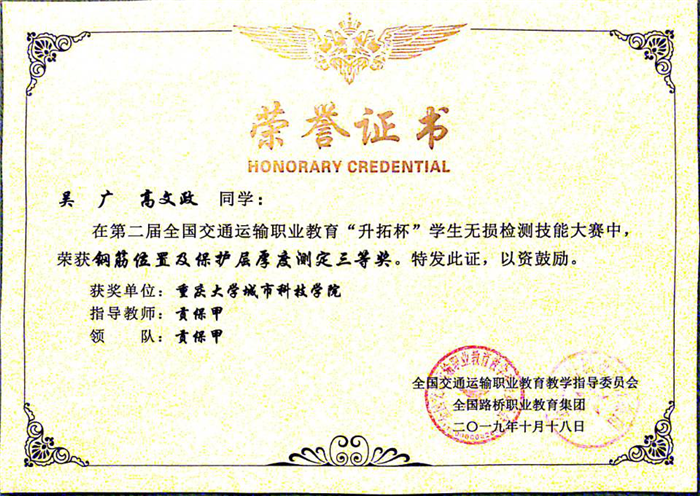 荣誉证书
HONORARY CREDENTIAL
吴 广 高文政 同学：
在第二届全国交通运输职业教育“升拓杯”学生无损检测技能大赛中，
荣获钢筋位置及保护层厚度测定三等奖。特发此证，以资鼓励。
获奖单位：重庆大学城市科技学院
指导教师：贡保甲
领 队：贡保甲
全国交通运输职业教育教学指导委员会
全国路桥职业教育集团
二〇一九年十月十八日